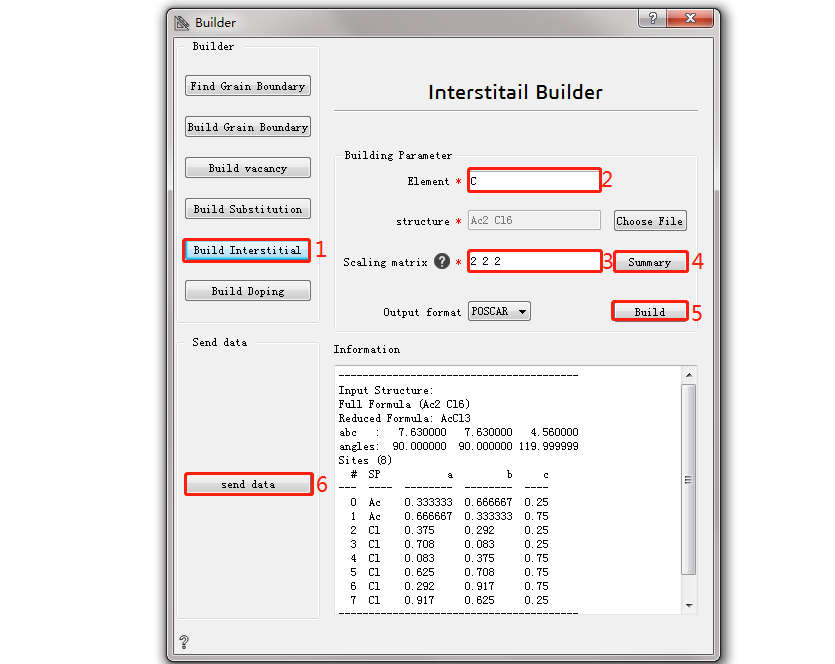 Builder
Builder
Find Grain Boundary
Build Grain Boundary
Build vacancy
Build Substitution
Build Interstitial 1
Build Doping
Send data
send data 6
Interstitail Builder
Building Parameter
Element * C 2
structure * Ac2 Cl6 Choose File
Scaling matrix ? * 2 2 2 3 Summary 4
Output format POSCAR Build 5
Information
----------------------------------------
Input Structure:
Full Formula (Ac2 Cl6)
Reduced Formula: AcCl3
abc : 7.630000 7.630000 4.560000
angles: 90.000000 90.000000 119.999999
Sites (8)
# SP a b c
--- ---- -------- -------- ----
0 Ac 0.333333 0.666667 0.25
1 Ac 0.666667 0.333333 0.75
2 Cl 0.375 0.292 0.25
3 Cl 0.708 0.083 0.25
4 Cl 0.083 0.375 0.75
5 Cl 0.625 0.708 0.75
6 Cl 0.292 0.917 0.75
7 Cl 0.917 0.625 0.25
----------------------------------------
?